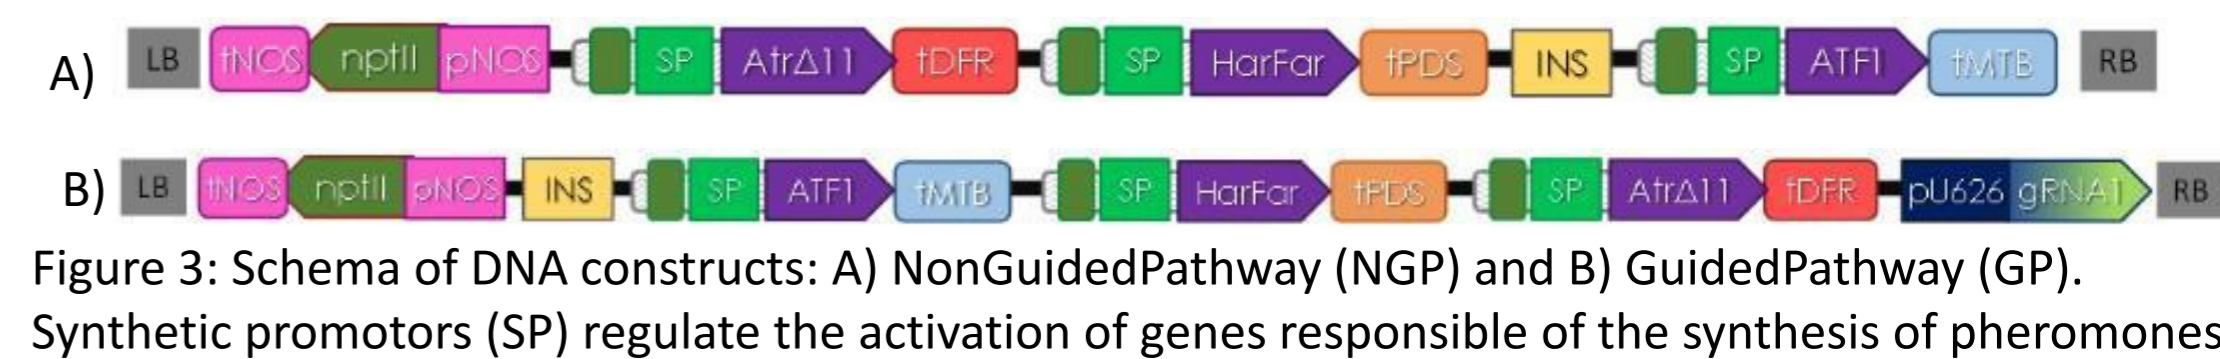 A) LB tNOS nptII pNOS SP AtrΔ11 tDFR SP HarFar tPDS INS SP ATF1 tMTB RB
B) LB tNOS nptII pNOS INS SP ATF1 tMTB SP HarFar tPDS SP AtrΔ11 tDFR pU626 gRNA1 RB
Figure 3: Schema of DNA constructs: A) NonGuidedPathway (NGP) and B) GuidedPathway (GP).
Synthetic promotors (SP) regulate the activation of genes responsible of the synthesis of pheromones